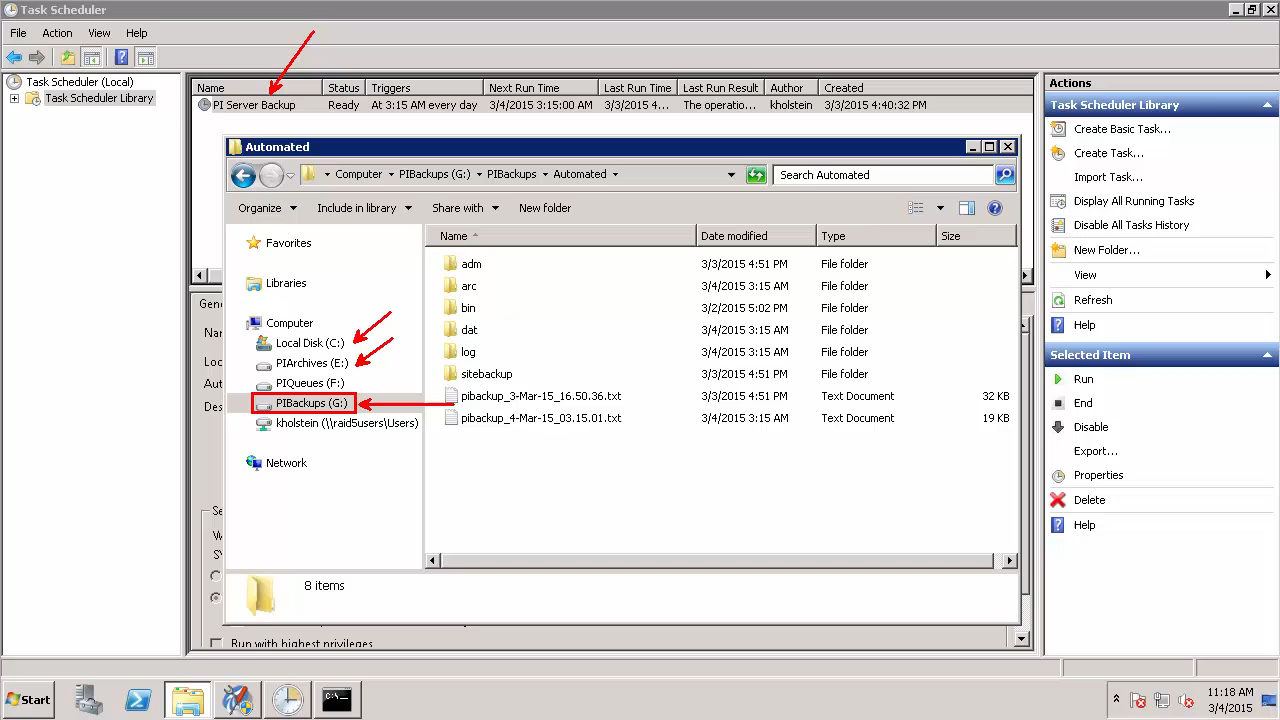 Task Scheduler
File Action View Help
Task Scheduler (Local)
Task Scheduler Library
Name Status Triggers Next Run Time Last Run Time Last Run Result Author Created
PI Server Backup Ready At 3:15 AM every day 3/4/2015 3:15:00 AM 3/3/2015 4... The operatio... kholstein 3/3/2015 4:40:32 PM
Automated
Computer PIBackups (G:) PIBackups Automated
Search Automated
Organize Include in library Share with New folder
Favorites
Libraries
Computer
Local Disk (C:)
PIArchives (E:)
PIQueues (F:)
PIBackups (G:)
kholstein (\\raid5users\Users)
Network
Name Date modified Type Size
adm 3/3/2015 4:51 PM File folder
arc 3/4/2015 3:15 AM File folder
bin 3/2/2015 5:02 PM File folder
dat 3/4/2015 3:15 AM File folder
log 3/4/2015 3:15 AM File folder
sitebackup 3/3/2015 4:51 PM File folder
pibackup_3-Mar-15_16.50.36.txt 3/3/2015 4:51 PM Text Document 32 KB
pibackup_4-Mar-15_03.15.01.txt 3/4/2015 3:15 AM Text Document 19 KB
8 items
Run with highest privileges
Actions
Task Scheduler Library
Create Basic Task...
Create Task...
Import Task...
Display All Running Tasks
Disable All Tasks History
New Folder...
View
Refresh
Help
Selected Item
Run
End
Disable
Export...
Properties
Delete
Help
Start
C:\
11:18 AM
3/4/2015